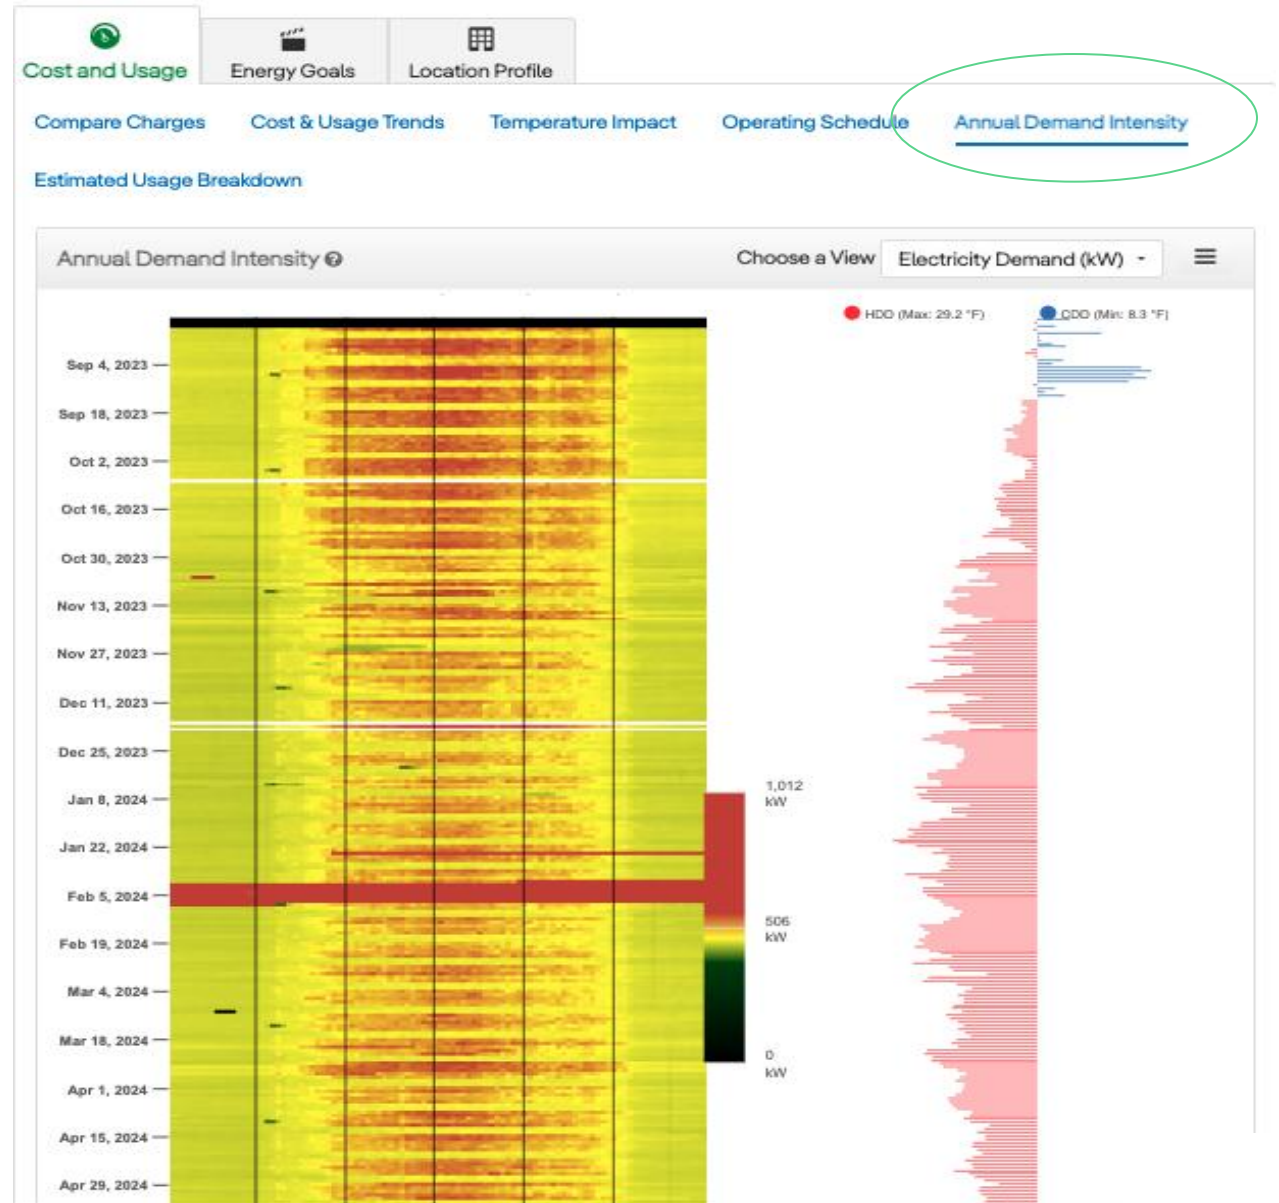 Cost and Usage Energy Goals Location Profile
Compare Charges Cost & Usage Trends Temperature Impact Operating Schedule Annual Demand Intensity
Estimated Usage Breakdown
Annual Demand Intensity ? Choose a View Electricity Demand (kW)
HDD (Max: 29.2 °F) CDD (Min: 8.3 °F)
Sep 4, 2023
Sep 18, 2023
Oct 2, 2023
Oct 16, 2023
Oct 30, 2023
Nov 13, 2023
Nov 27, 2023
Dec 11, 2023
Dec 25, 2023
1,012
kW
Jan 8, 2024
Jan 22, 2024
Feb 5, 2024
506
kW
Feb 19, 2024
Mar 4, 2024
Mar 18, 2024
0
kW
Apr 1, 2024
Apr 15, 2024
Apr 29, 2024